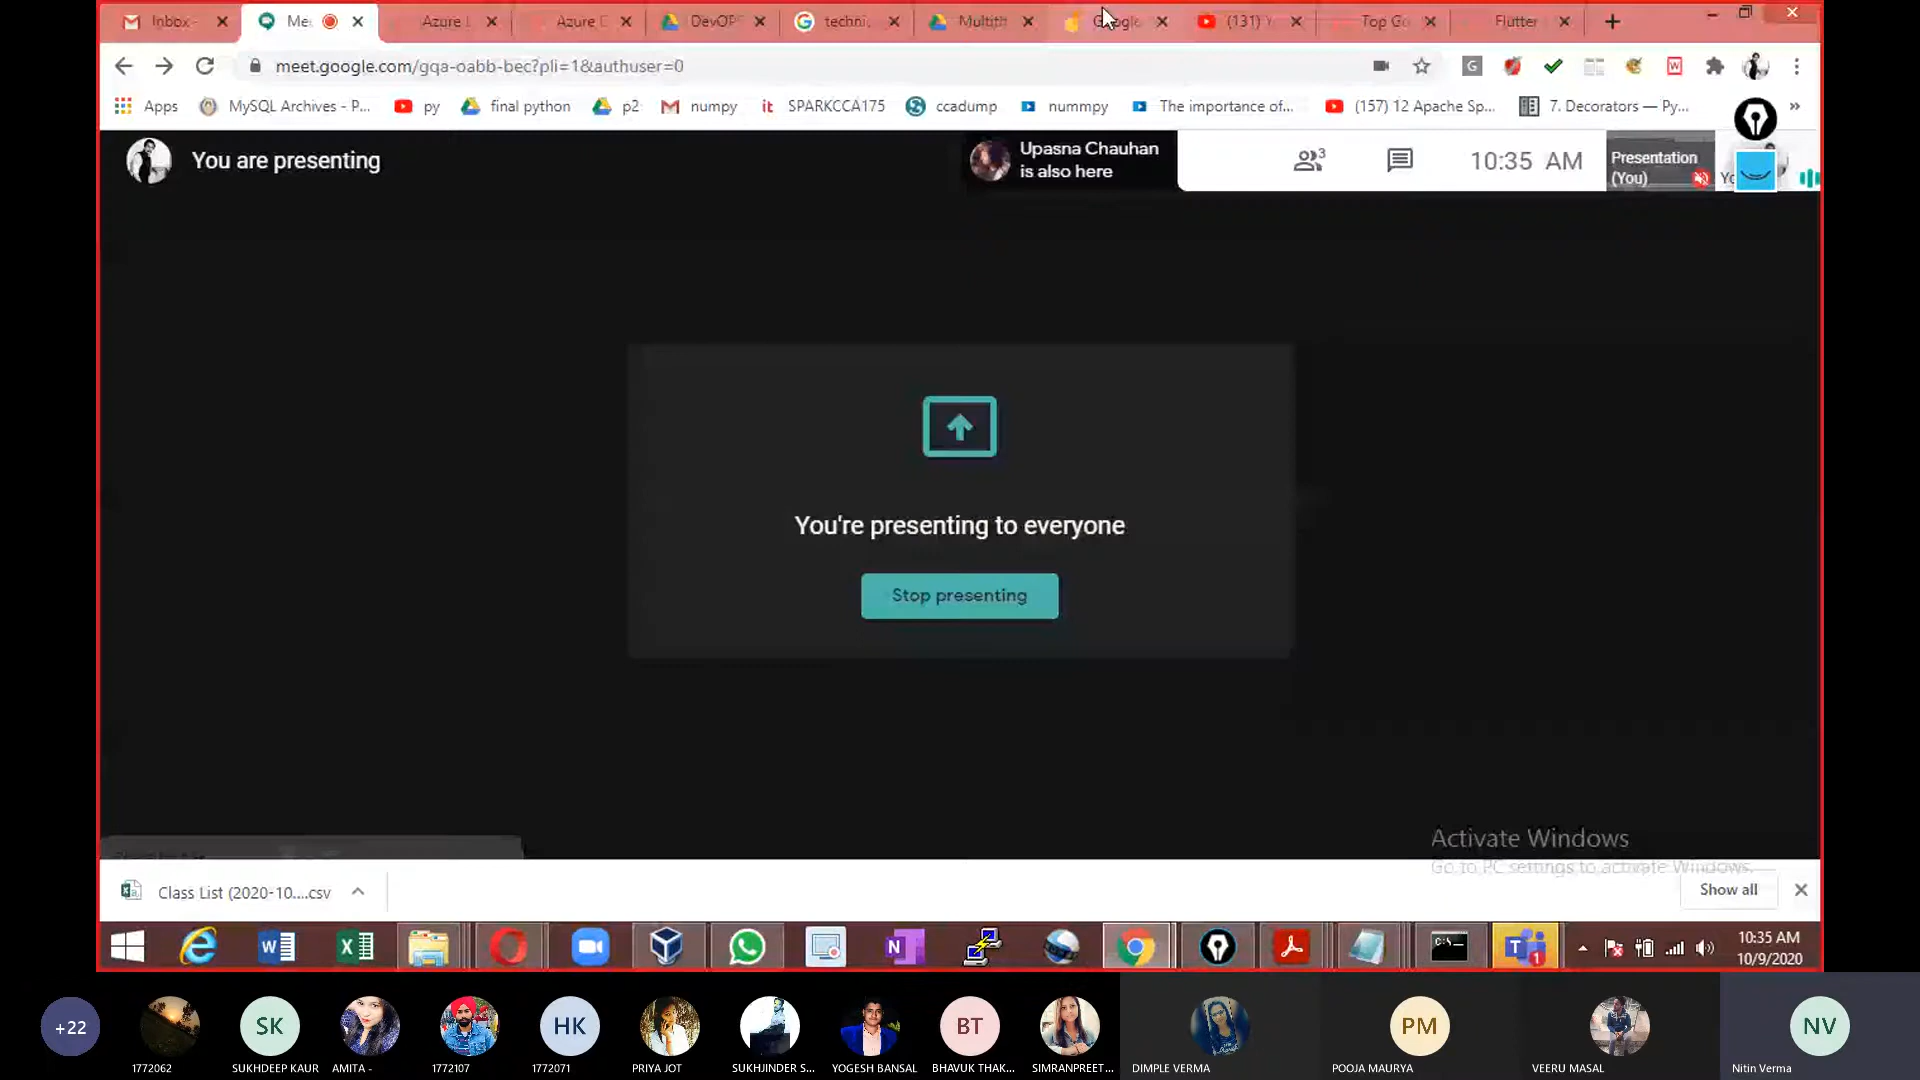 Inbox -
Me
Azure L
Azure D
DevOP
techni
Multith
Google
(131) Y
Top Go
Flutter
meet.google.com/gqa-oabb-bec?pli=1&authuser=0
Apps
MySQL Archives - P...
py
final python
p2
numpy
SPARKCCA175
ccadump
nummpy
The importance of...
(157) 12 Apache Sp...
7. Decorators — Py...
»
You are presenting
Upasna Chauhan
is also here
3
10:35 AM
Presentation
(You)
You're presenting to everyone
Stop presenting
Activate Windows
Go to PC settings to activate Windows.
Class List (2020-10....csv
Show all
10:35 AM
10/9/2020
+22
SK
HK
BT
PM
NV
1772062
SUKHDEEP KAUR
AMITA -
1772107
1772071
PRIYA JOT
SUKHJINDER S...
YOGESH BANSAL
BHAVUK THAK...
SIMRANPREET...
DIMPLE VERMA
POOJA MAURYA
VEERU MASAL
Nitin Verma